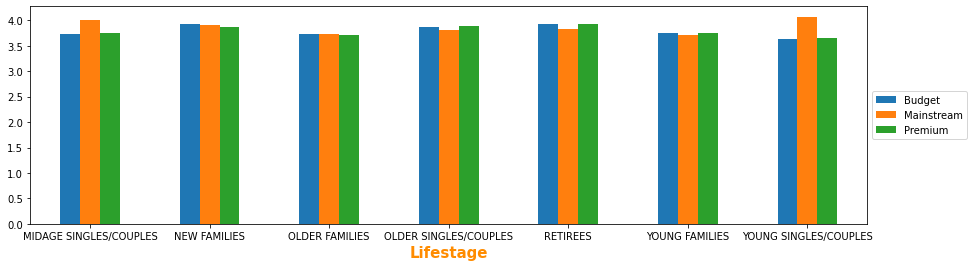 4.0
3.5
3.0
2.5
2.0
1.5
1.0
0.5
0.0
MIDAGE SINGLES/COUPLES NEW FAMILIES OLDER FAMILIES OLDER SINGLES/COUPLES RETIREES YOUNG FAMILIES YOUNG SINGLES/COUPLES
Lifestage
Budget
Mainstream
Premium